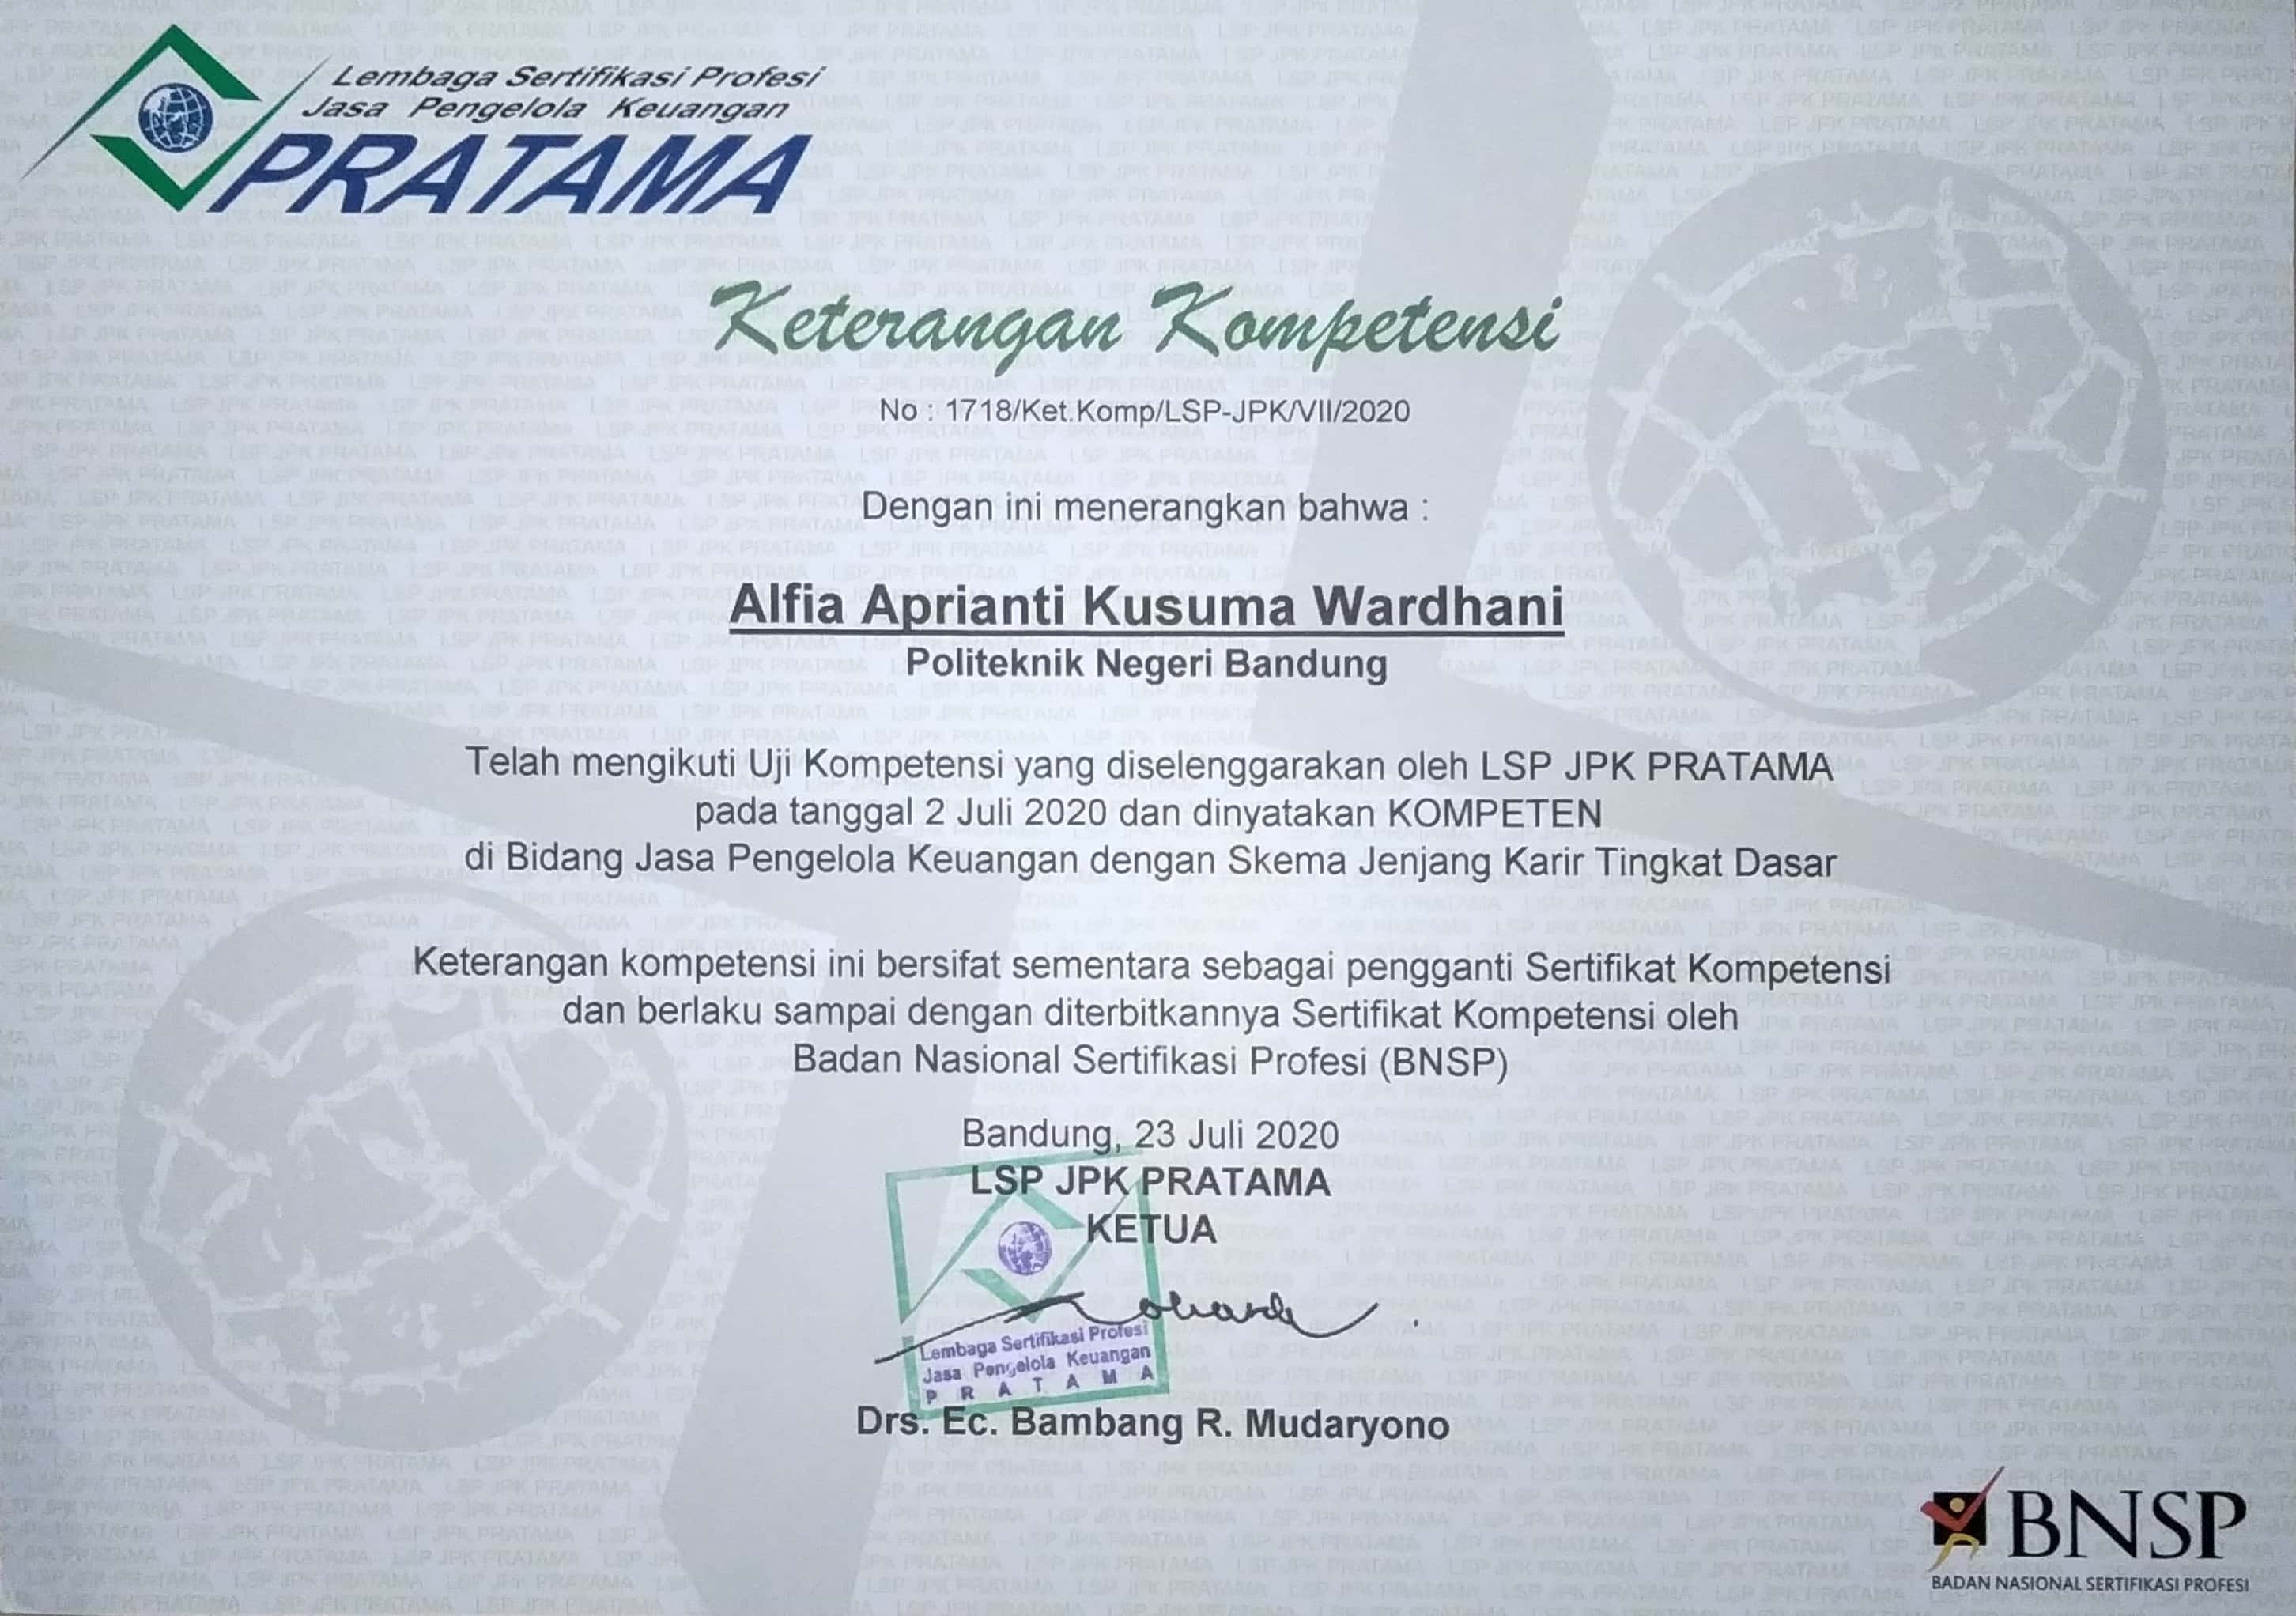 Lembaga Sertifikasi Profesi
Jasa Pengelola Keuangan
PRATAMA
Keterangan Kompetensi
No : 1718/Ket.Komp/LSP-JPK/VII/2020
Dengan ini menerangkan bahwa :
Alfia Aprianti Kusuma Wardhani
Politeknik Negeri Bandung
Telah mengikuti Uji Kompetensi yang diselenggarakan oleh LSP JPK PRATAMA
pada tanggal 2 Juli 2020 dan dinyatakan KOMPETEN
di Bidang Jasa Pengelola Keuangan dengan Skema Jenjang Karir Tingkat Dasar
Keterangan kompetensi ini bersifat sementara sebagai pengganti Sertifikat Kompetensi
dan berlaku sampai dengan diterbitkannya Sertifikat Kompetensi oleh
Badan Nasional Sertifikasi Profesi (BNSP)
Bandung, 23 Juli 2020
LSP JPK PRATAMA
KETUA
Lembaga Sertifikasi Profesi
Jasa Pengelola Keuangan
PRATAMA
Drs. Ec. Bambang R. Mudaryono
BNSP
BADAN NASIONAL SERTIFIKASI PROFESI